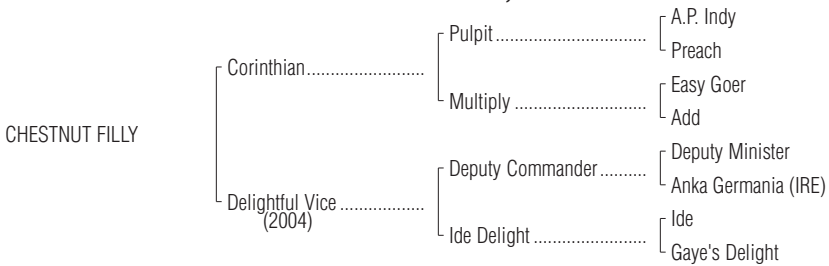 A.P. Indy
Pulpit
Preach
Corinthian
Easy Goer
Multiply
Add
CHESTNUT FILLY
Deputy Minister
Deputy Commander
Anka Germania (IRE)
Delightful Vice
(2004)
Ide
Ide Delight
Gaye's Delight